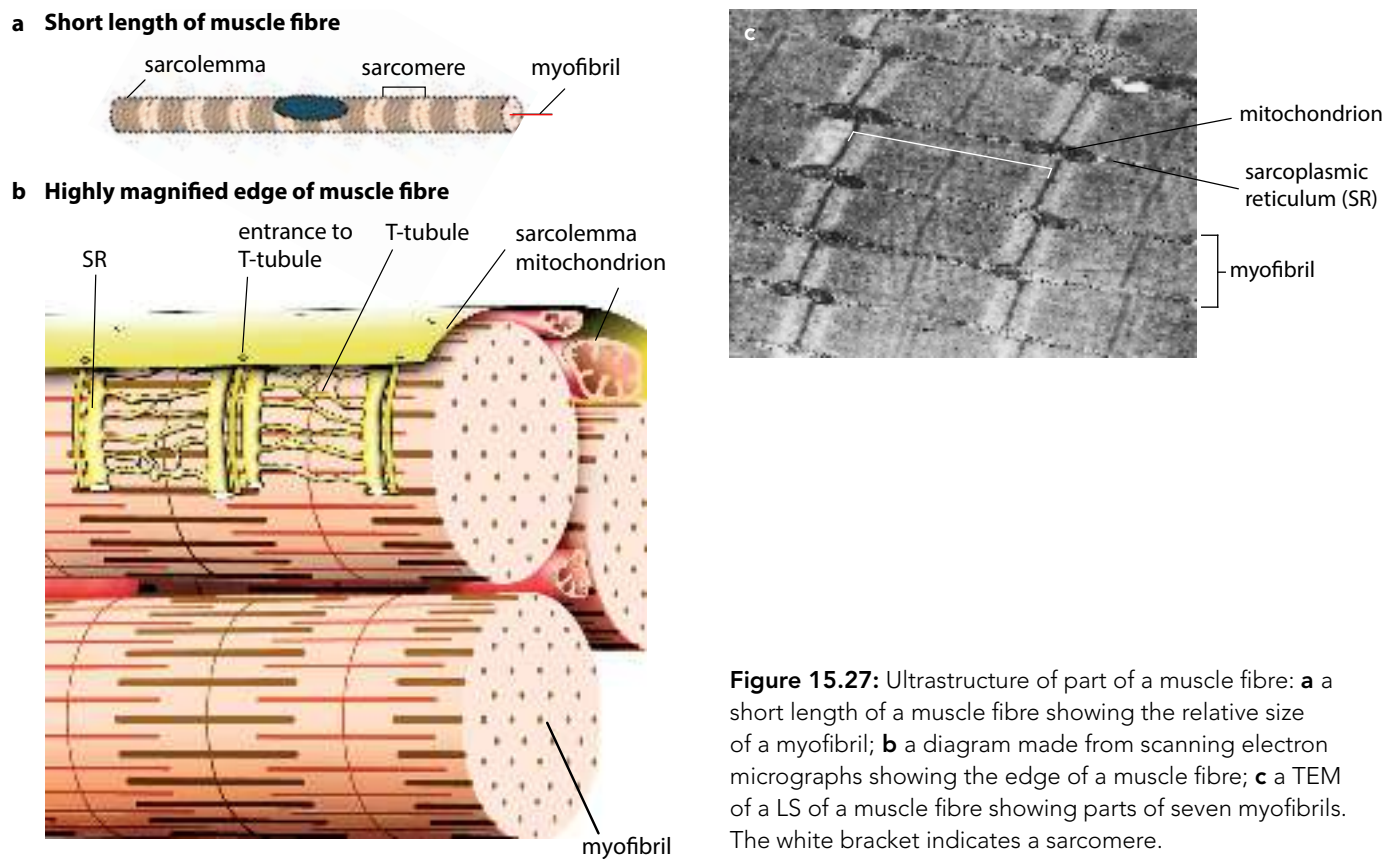 a Short length of muscle fibre
sarcolemma
sarcomere
myofibril
b Highly magnified edge of muscle fibre
SR
entrance to
T-tubule
T-tubule
sarcolemma
mitochondrion
myofibril
c
mitochondrion
sarcoplasmic
reticulum (SR)
myofibril
Figure 15.27: Ultrastructure of part of a muscle fibre: a a
short length of a muscle fibre showing the relative size
of a myofibril; b a diagram made from scanning electron
micrographs showing the edge of a muscle fibre; c a TEM
of a LS of a muscle fibre showing parts of seven myofibrils.
The white bracket indicates a sarcomere.